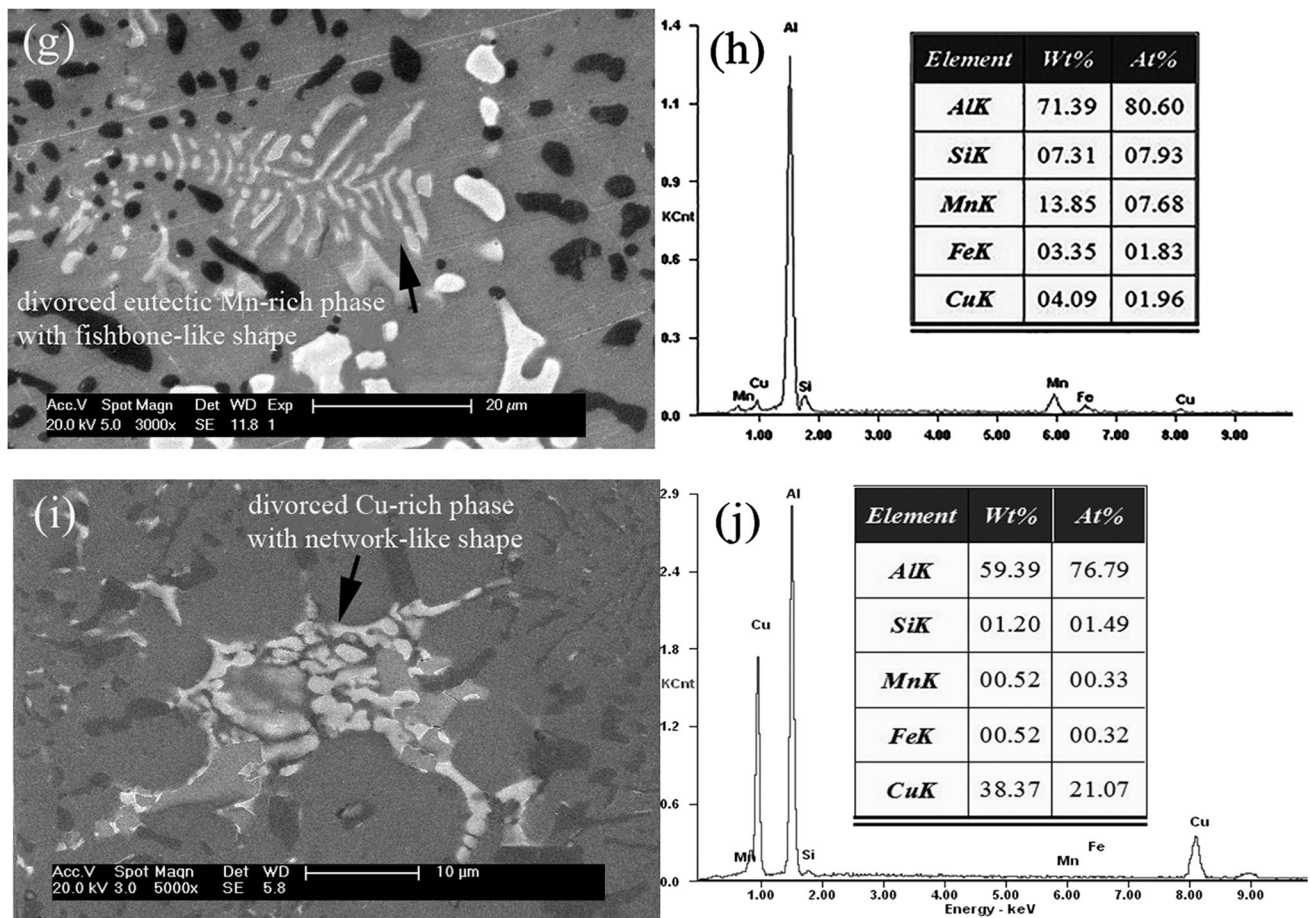 (g)
divorced eutectic Mn-rich phase
with fishbone-like shape
Acc.V Spot Magn Det WD Exp
20.0 kV 5.0 3000x SE 11.8 1
20 μm
(h)
1.4
1.1
0.9
KCnt
0.6
0.3
0.0
Al
Mn
Cu
Si
Mn
Fe
Cu
1.00 2.00 3.00 4.00 5.00 6.00 7.00 8.00 9.00
Element Wt% At%
AlK 71.39 80.60
SiK 07.31 07.93
MnK 13.85 07.68
FeK 03.35 01.83
CuK 04.09 01.96
(i)
divorced Cu-rich phase
with network-like shape
Acc.V Spot Magn Det WD
20.0 kV 3.0 5000x SE 5.8
10 μm
(j)
2.9
2.4
1.8
KCnt
1.2
0.6
0.0
Al
Cu
Mn
Si
Mn
Fe
Cu
1.00 2.00 3.00 4.00 5.00 6.00 7.00 8.00 9.00
Energy - keV
Element Wt% At%
AlK 59.39 76.79
SiK 01.20 01.49
MnK 00.52 00.33
FeK 00.52 00.32
CuK 38.37 21.07